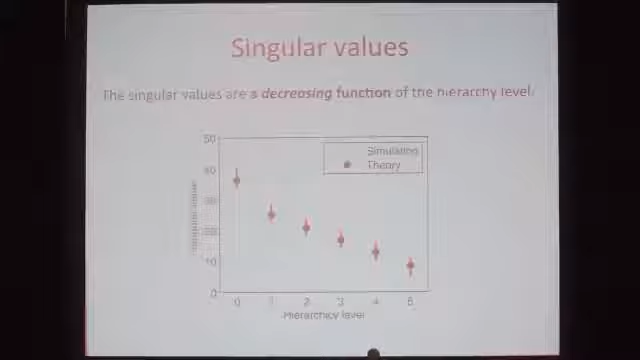 Singular values
The singular values are a decreasing function of the hierarchy level.
50
Simulation
Theory
40
30
20
10
0
0 1 2 3 4 5
Hierarchy level